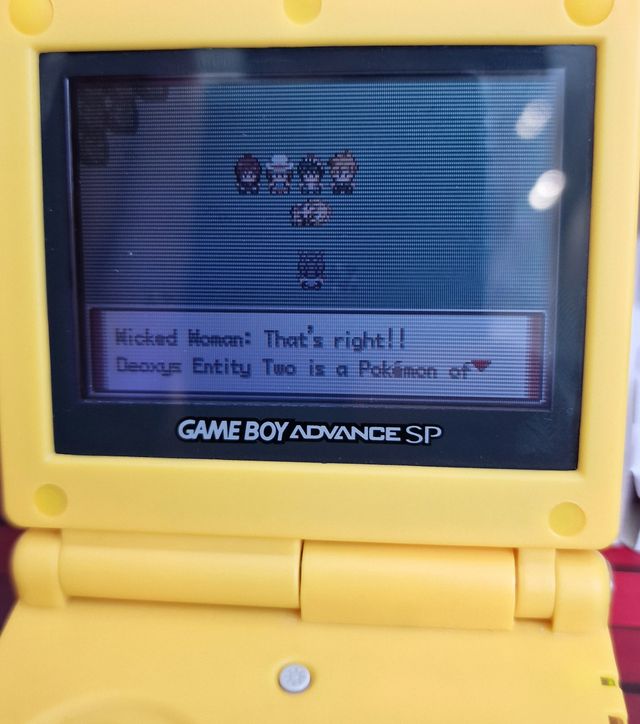 Wicked Woman: That's right!!
Deoxys Entity Two is a Pokémon of
GAME BOY ADVANCE SP